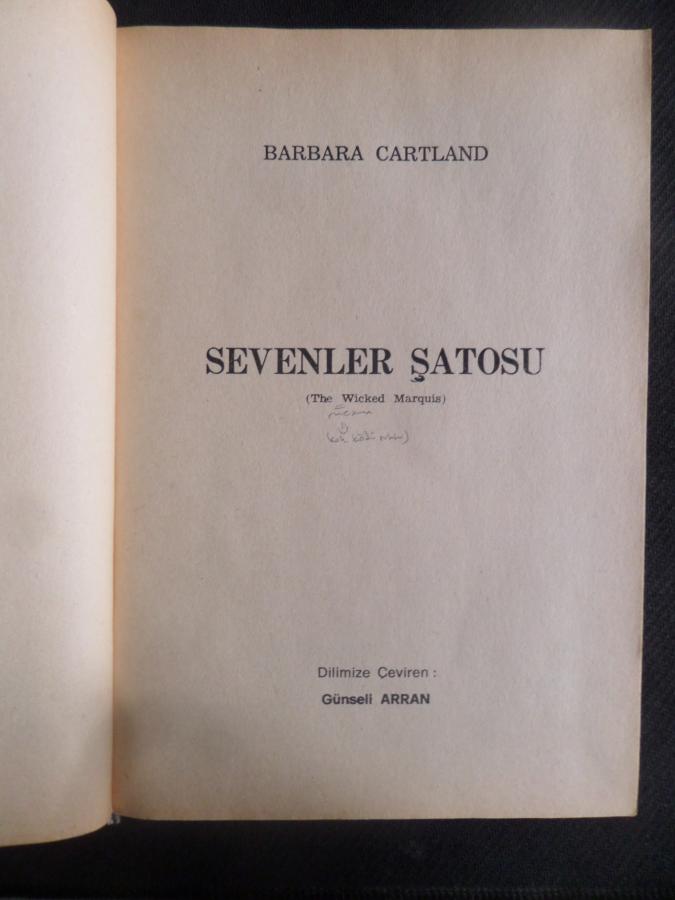 BARBARA CARTLAND
SEVENLER ŞATOSU
(The Wicked Marquis)
Dilimize Çeviren :
Günseli ARRAN